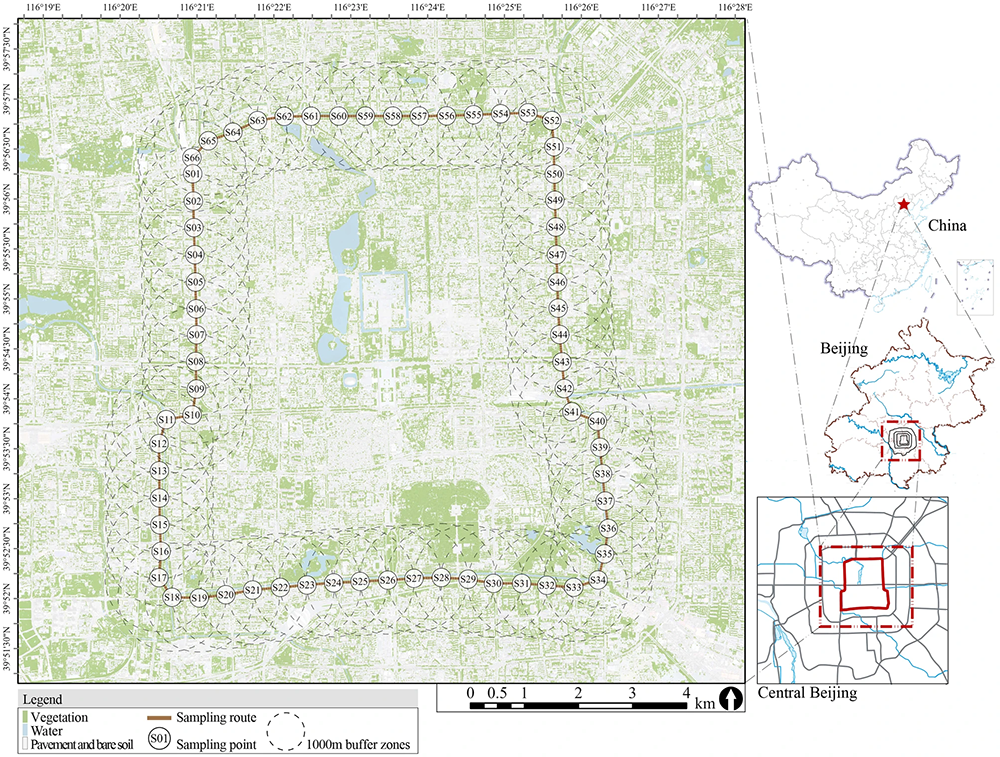 116°19'E 116°20'E 116°21'E 116°22'E 116°23'E 116°24'E 116°25'E 116°26'E 116°27'E 116°28'E
39°57'30"N
39°57'N
39°56'30"N
39°56'N
39°55'30"N
39°55'N
39°54'30"N
39°54'N
39°53'30"N
39°53'N
39°52'30"N
39°52'N
39°51'30"N
S01
S02
S03
S04
S05
S06
S07
S08
S09
S10
S11
S12
S13
S14
S15
S16
S17
S18
S19
S20
S21
S22
S23
S24
S25
S26
S27
S28
S29
S30
S31
S32
S33
S34
S35
S36
S37
S38
S39
S40
S41
S42
S43
S44
S45
S46
S47
S48
S49
S50
S51
S52
S53
S54
S55
S56
S57
S58
S59
S60
S61
S62
S63
S64
S65
S66
China
Beijing
Central Beijing
Legend
Vegetation
Water
Pavement and bare soil
Sampling route
S01 Sampling point
1000m buffer zones
0 0.5 1 2 3 4
km